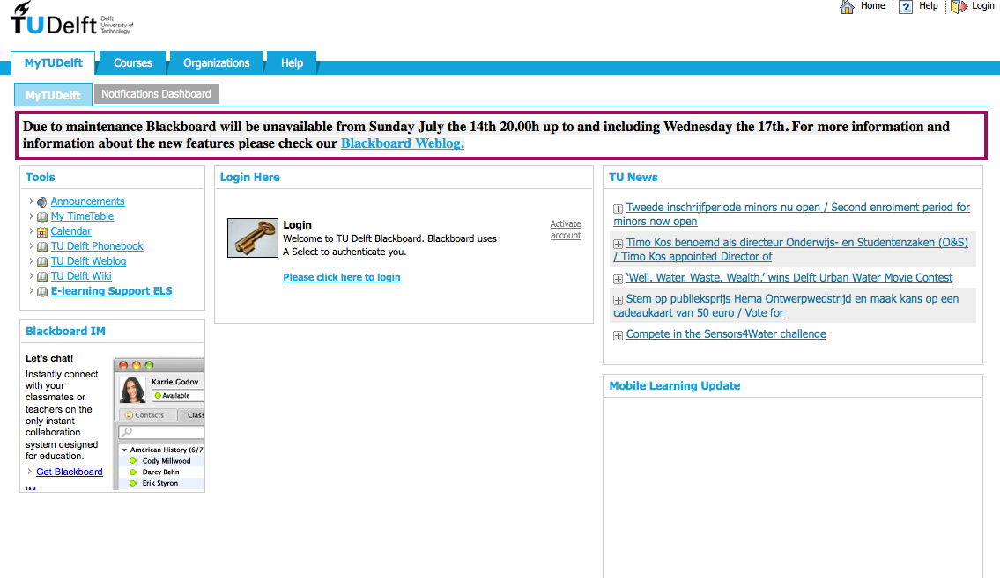 TUDelft
Delft
University of
Technology
Home
Help
Login
MyTUDelft
Courses
Organizations
Help
MyTUDelft
Notifications Dashboard
Due to maintenance Blackboard will be unavailable from Sunday July the 14th 20.00h up to and including Wednesday the 17th. For more information and
information about the new features please check our Blackboard Weblog.
Tools
Announcements
My TimeTable
Calendar
TU Delft Phonebook
TU Delft Weblog
TU Delft Wiki
E-learning Support ELS
Blackboard IM
Let's chat!
Instantly connect
with your
classmates or
teachers on the
only instant
collaboration
system designed
for education.
Get Blackboard
IM
Karrie Godoy
Available
Contacts
Class
American History (6/7
Cody Millwood
Darcy Behn
Erik Styron
Login Here
Login
Welcome to TU Delft Blackboard. Blackboard uses
A-Select to authenticate you.
Please click here to login
Activate
account
TU News
Tweede inschrijfperiode minors nu open / Second enrolment period for
minors now open
Timo Kos benoemd als directeur Onderwijs- en Studentenzaken (O&S)
/ Timo Kos appointed Director of
‘Well. Water. Waste. Wealth.’ wins Delft Urban Water Movie Contest
Stem op publieksprijs Hema Ontwerpwedstrijd en maak kans op een
cadeaukaart van 50 euro / Vote for
Compete in the Sensors4Water challenge
Mobile Learning Update